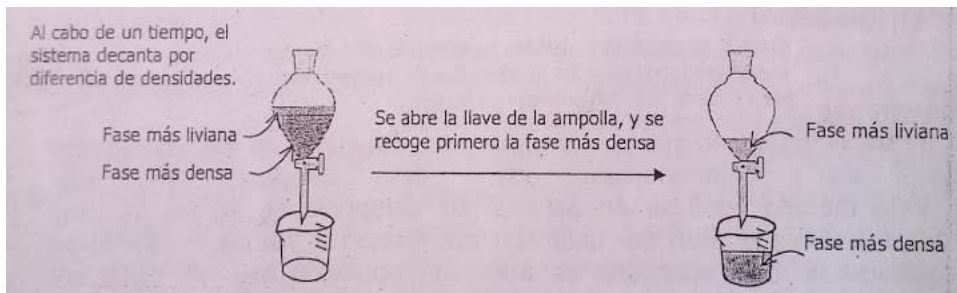 Al cabo de un tiempo, el
sistema decanta por
diferencia de densidades.
Fase más liviana
Fase más densa
Se abre la llave de la ampolla, y se
recoge primero la fase más densa
Fase más liviana
Fase más densa